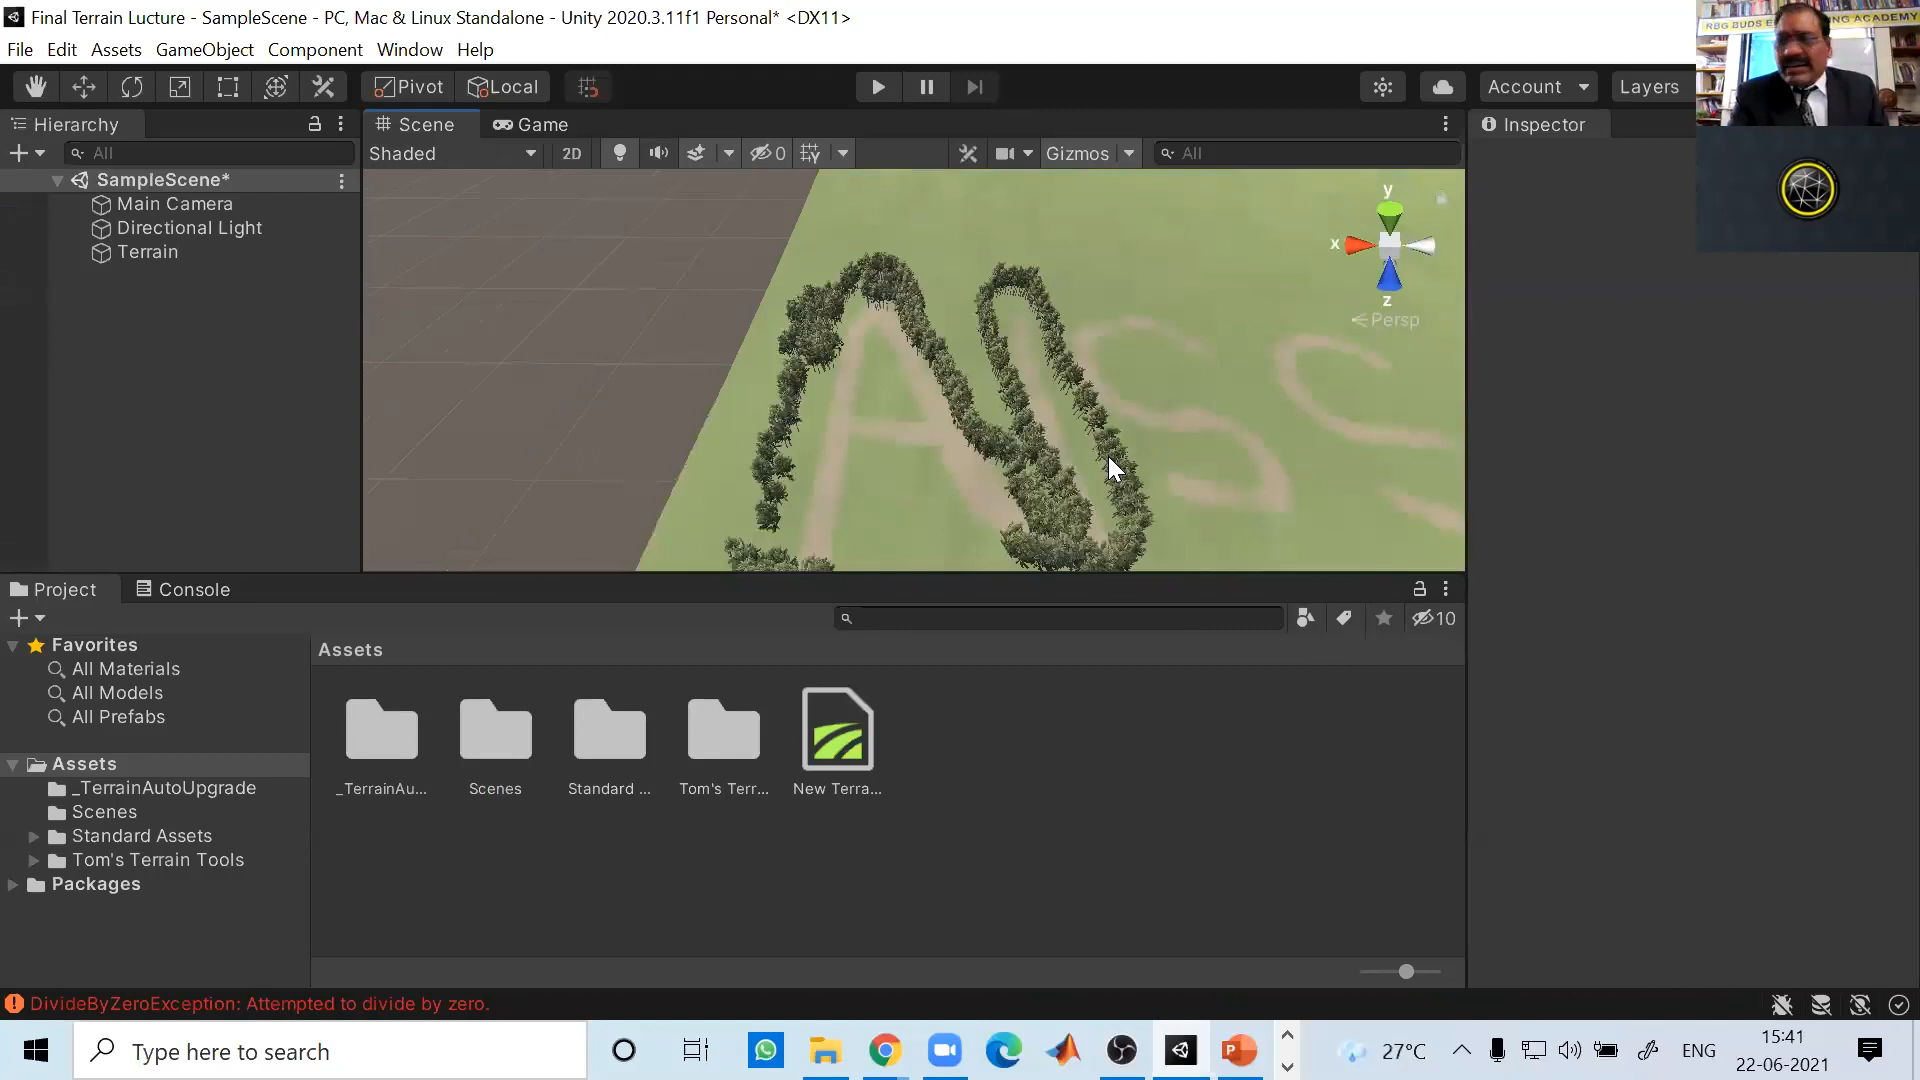 Final Terrain Lucture - SampleScene - PC, Mac & Linux Standalone - Unity 2020.3.11f1 Personal* <DX11>
File Edit Assets GameObject Component Window Help
Pivot Local Account Layers
Hierarchy
All
SampleScene*
Main Camera
Directional Light
Terrain
Scene Game
Shaded 2D 0 Gizmos All
y
x
z
Persp
Inspector
RBG BUDS
ACADEMY
Project Console
10
Favorites
All Materials
All Models
All Prefabs
Assets
_TerrainAutoUpgrade
Scenes
Standard Assets
Tom's Terrain Tools
Packages
Assets
_TerrainAu... Scenes Standard ... Tom's Terr... New Terra...
DivideByZeroException: Attempted to divide by zero.
Type here to search
27°C ENG 15:41
22-06-2021